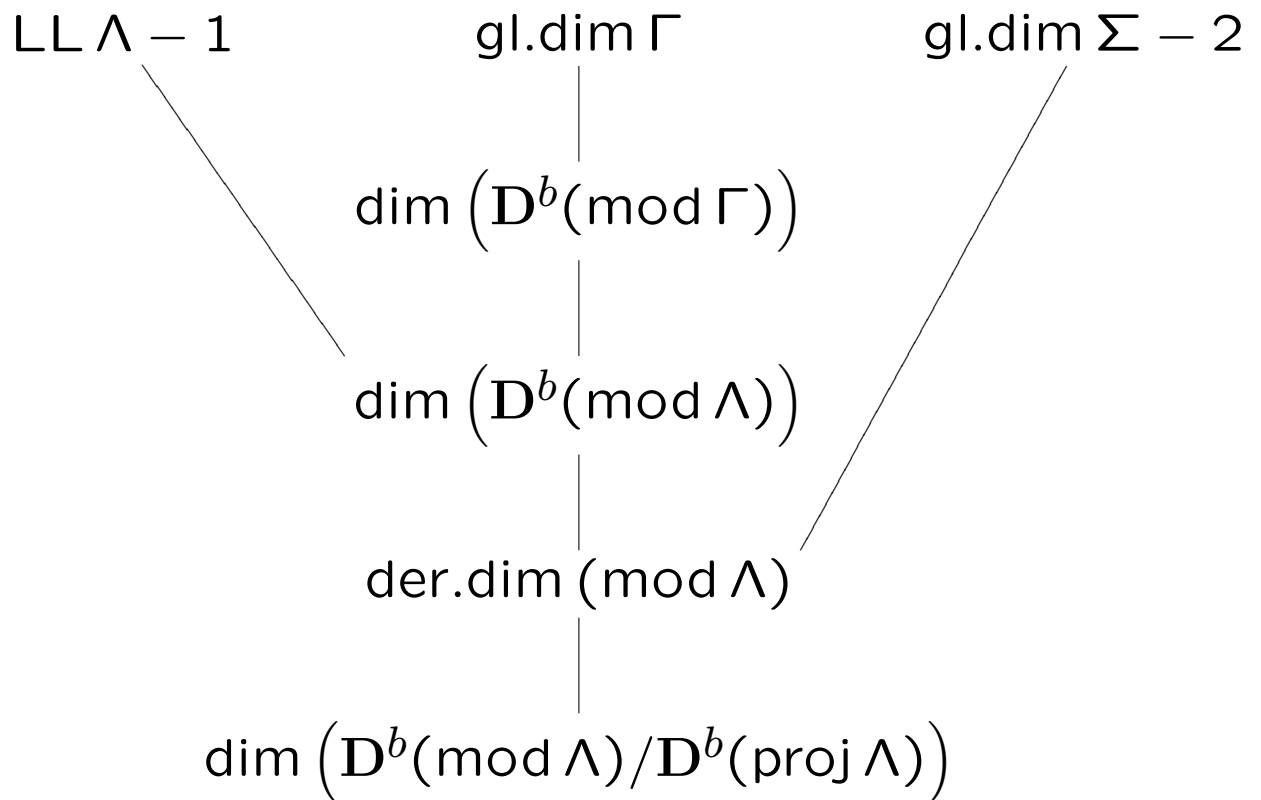 LL Λ − 1 gl.dim Γ gl.dim Σ − 2
dim (D^b(mod Γ))
dim (D^b(mod Λ))
der.dim (mod Λ)
dim (D^b(mod Λ)/D^b(proj Λ))